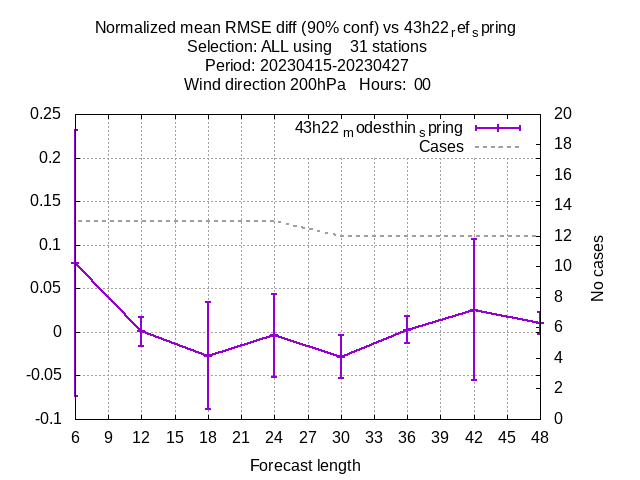 Normalized mean RMSE diff (90% conf) vs 43h22refspring
Selection: ALL using 31 stations
Period: 20230415-20230427
Wind direction 200hPa Hours: 00
43h22modesthinspring
Cases
0.25
0.2
0.15
0.1
0.05
0
-0.05
-0.1
20
18
16
14
12
10
8
6
4
2
0
No cases
6 9 12 15 18 21 24 27 30 33 36 39 42 45 48
Forecast length